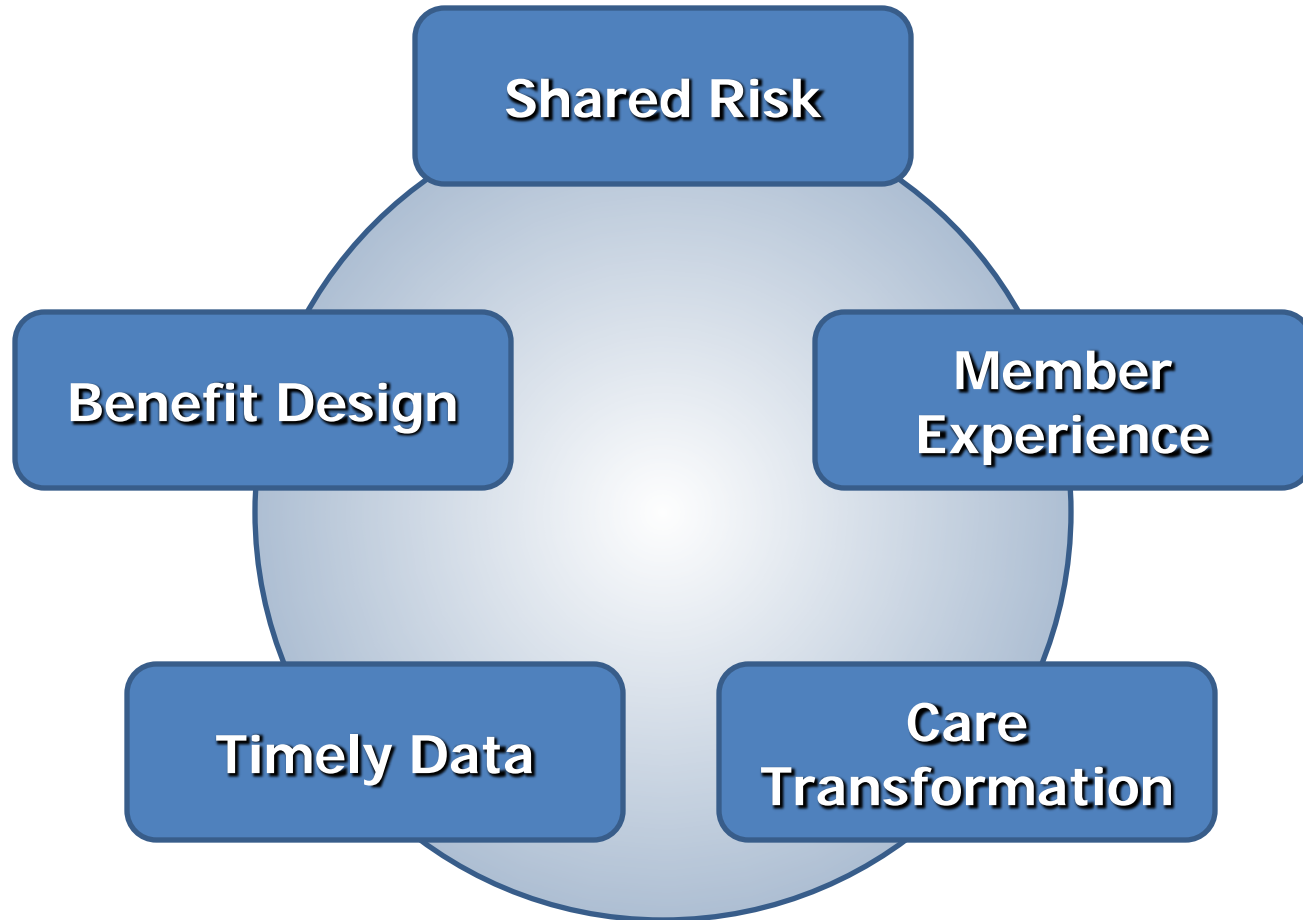 Shared Risk
Benefit Design
Member
Experience
Timely Data
Care
Transformation